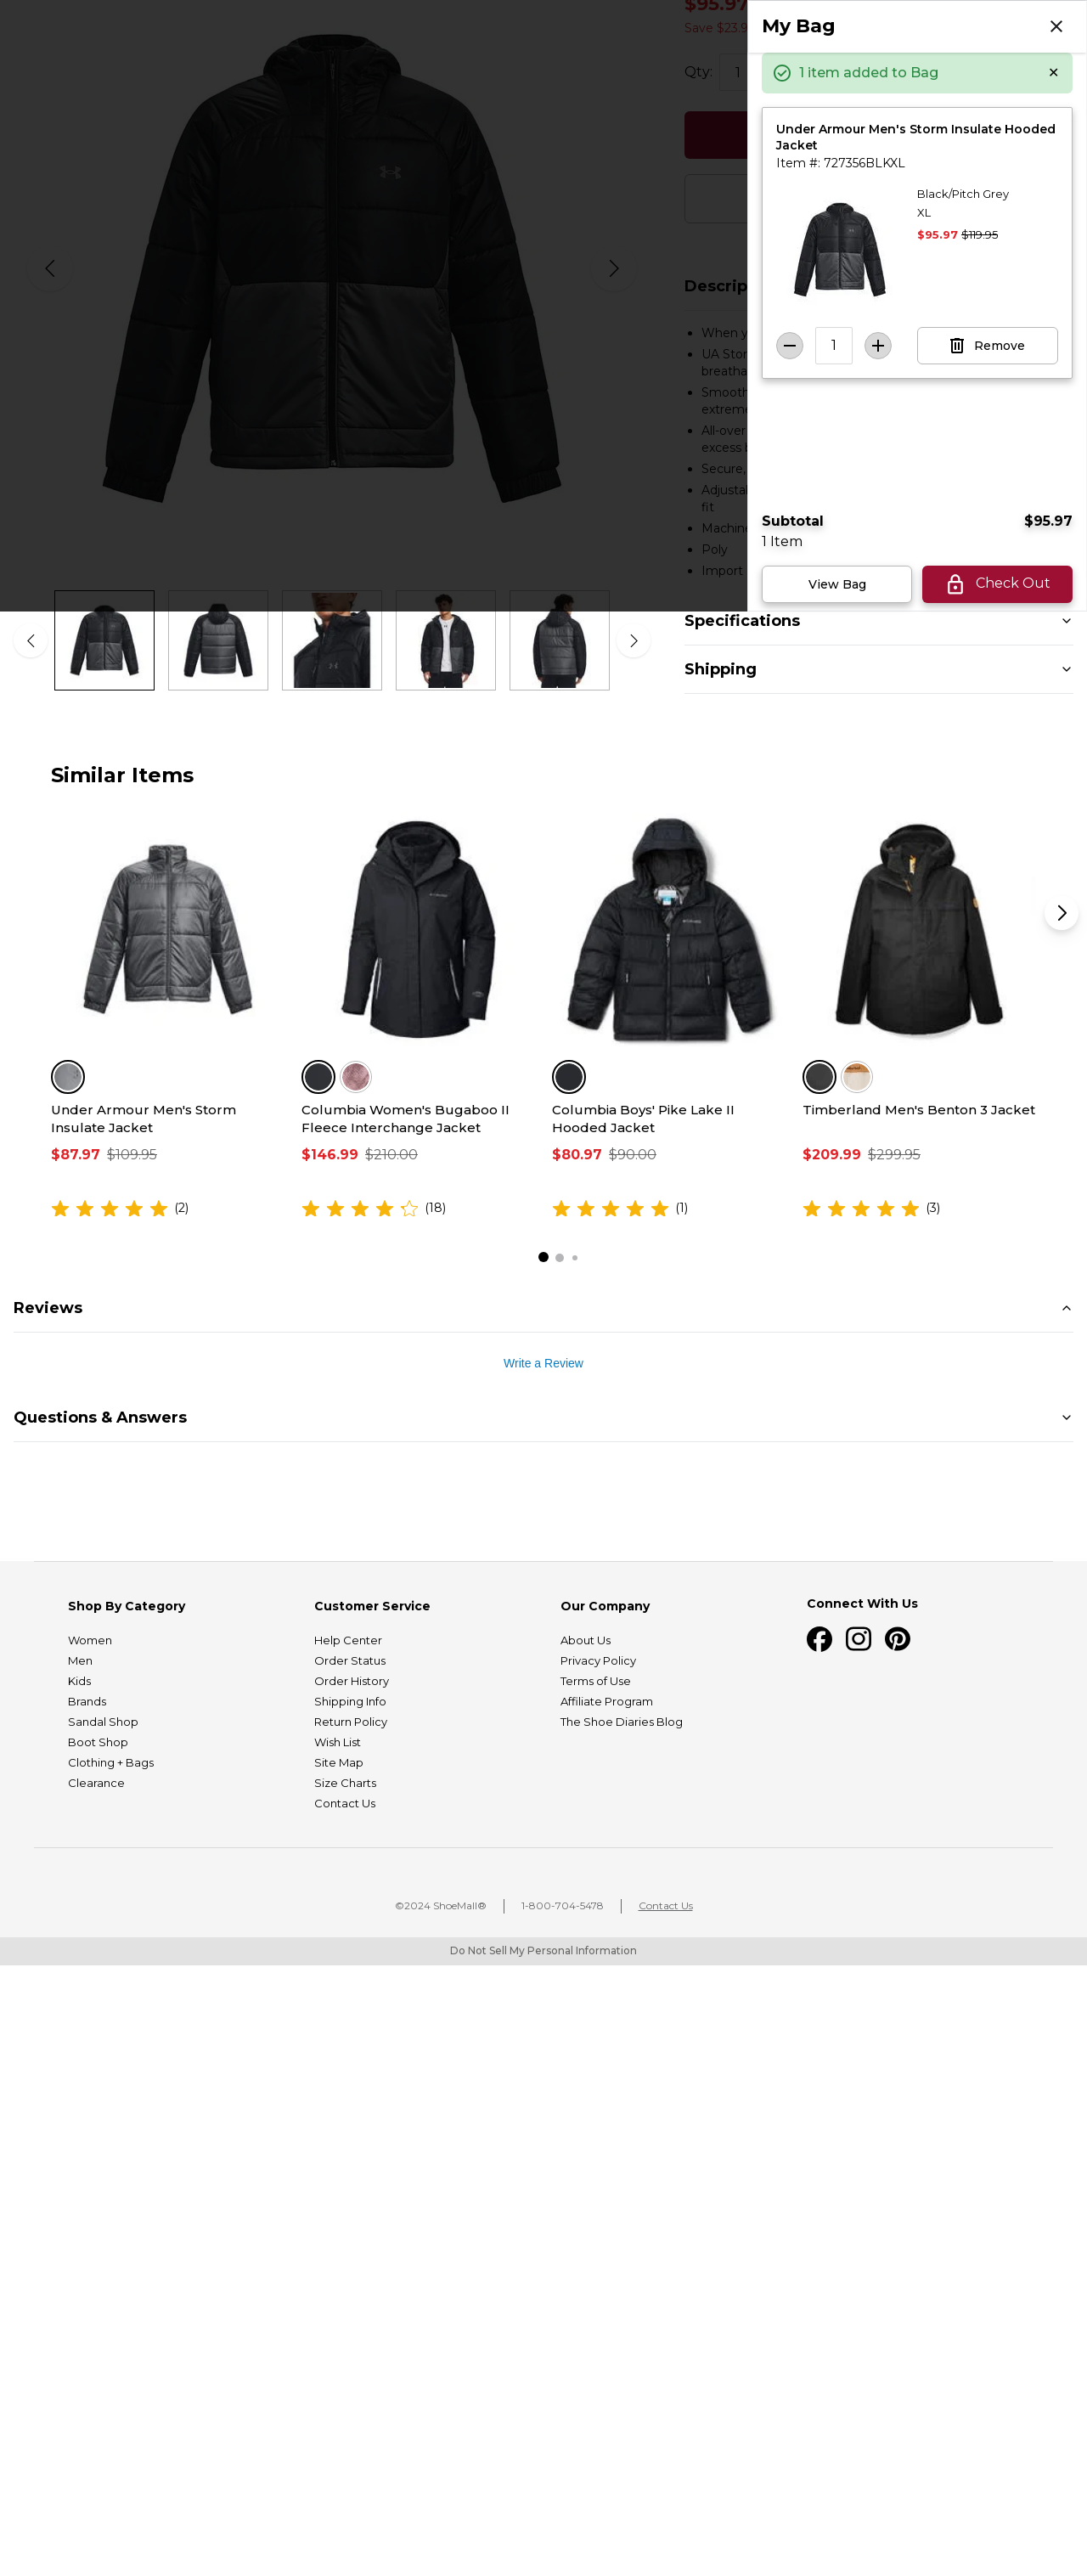 $95.97
Save $23.9
Qty:
1
Descrip
When y
UA Stor
breatha
Smooth
extreme
All-over
excess b
Secure,
Adjustal
fit
Machine
Poly
Import
My Bag
1 item added to Bag
Under Armour Men's Storm Insulate Hooded
Jacket
Item #: 727356BLKXL
Black/Pitch Grey
XL
$95.97 $119.95
1
Remove
Subtotal $95.97
1 Item
View Bag
Check Out
Specifications
Shipping
Similar Items
Under Armour Men's Storm
Insulate Jacket
$87.97 $109.95
(2)
Columbia Women's Bugaboo II
Fleece Interchange Jacket
$146.99 $210.00
(18)
Columbia Boys' Pike Lake II
Hooded Jacket
$80.97 $90.00
(1)
Timberland Men's Benton 3 Jacket
$209.99 $299.95
(3)
Reviews
Write a Review
Questions & Answers
Shop By Category
Women
Men
Kids
Brands
Sandal Shop
Boot Shop
Clothing + Bags
Clearance
Customer Service
Help Center
Order Status
Order History
Shipping Info
Return Policy
Wish List
Site Map
Size Charts
Contact Us
Our Company
About Us
Privacy Policy
Terms of Use
Affiliate Program
The Shoe Diaries Blog
Connect With Us
©2024 ShoeMall®
1-800-704-5478
Contact Us
Do Not Sell My Personal Information